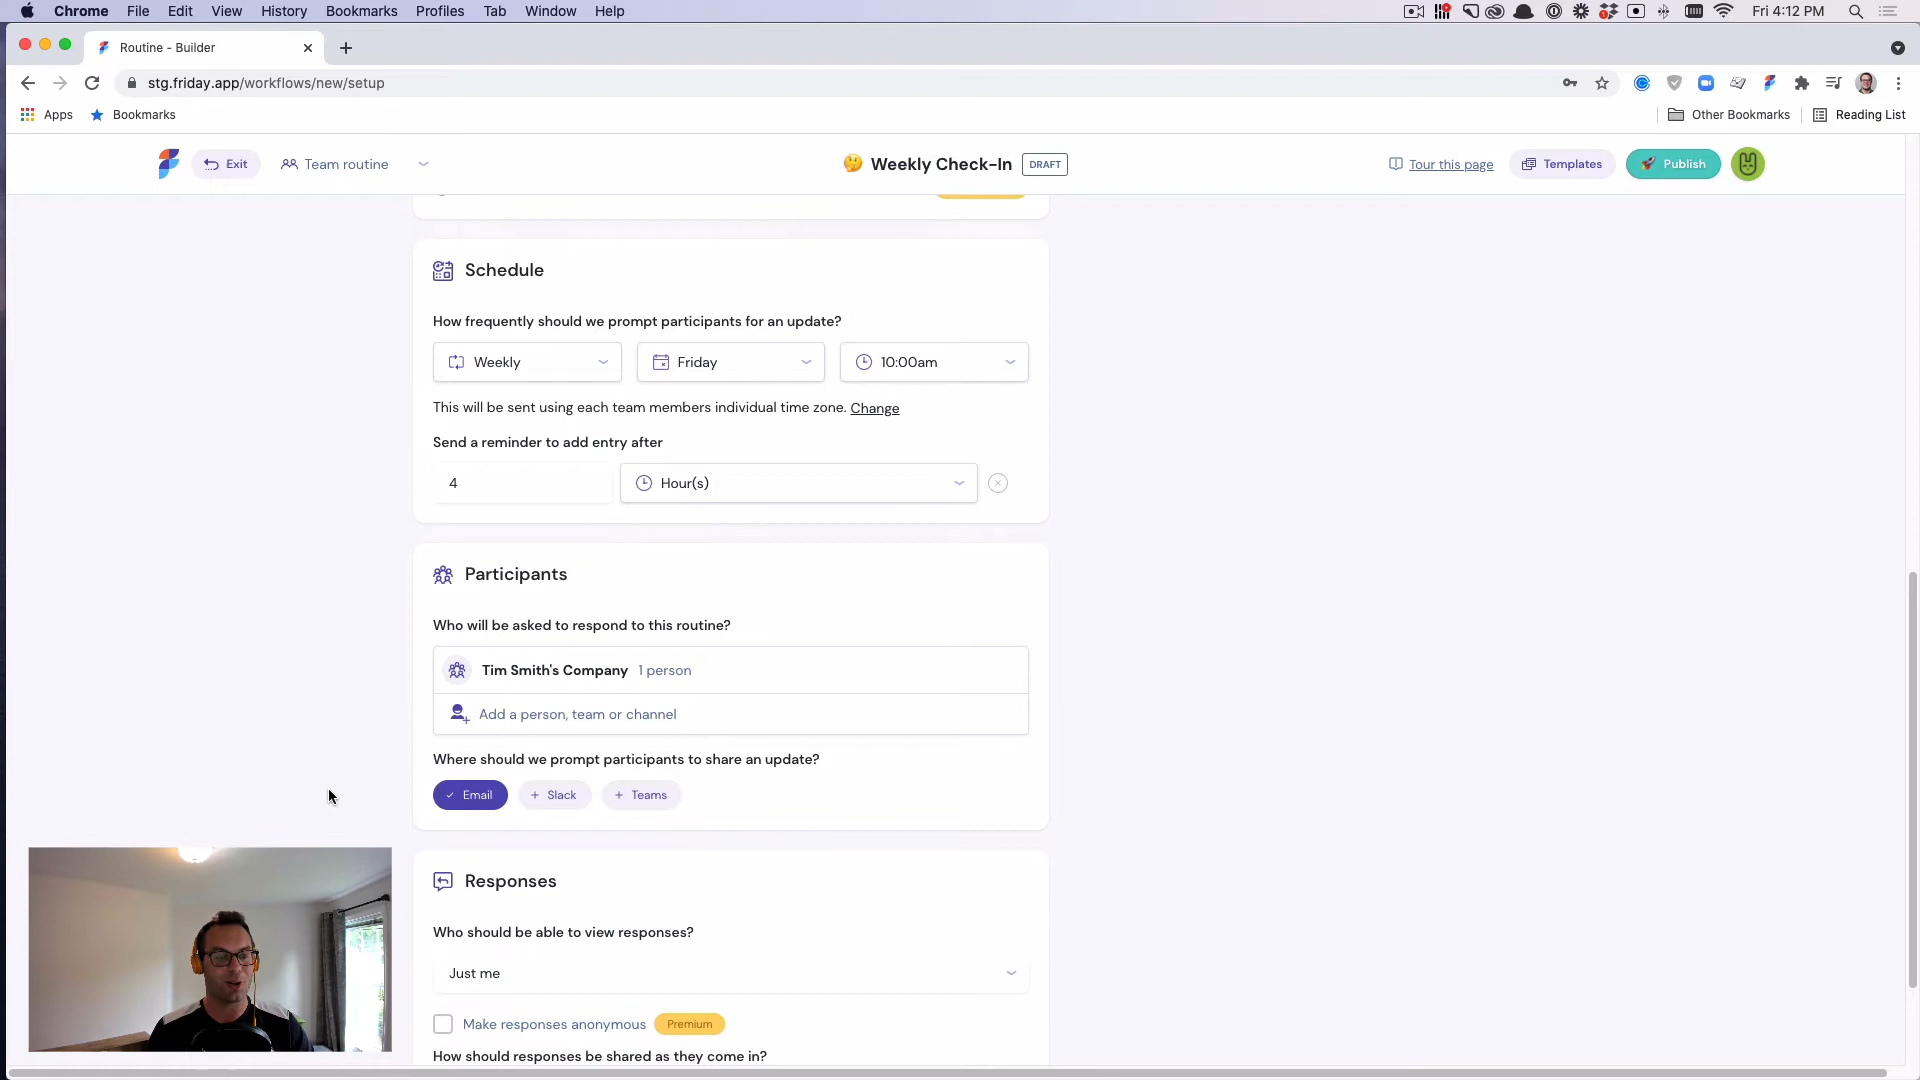 Chrome File Edit View History Bookmarks Profiles Tab Window Help Fri 4:12 PM
Routine - Builder
stg.friday.app/workflows/new/setup
Apps Bookmarks Other Bookmarks Reading List
Exit Team routine Weekly Check-In DRAFT Tour this page Templates Publish
Schedule
How frequently should we prompt participants for an update?
Weekly Friday 10:00am
This will be sent using each team members individual time zone. Change
Send a reminder to add entry after
4 Hour(s)
Participants
Who will be asked to respond to this routine?
Tim Smith's Company 1 person
Add a person, team or channel
Where should we prompt participants to share an update?
Email + Slack + Teams
Responses
Who should be able to view responses?
Just me
Make responses anonymous Premium
How should responses be shared as they come in?